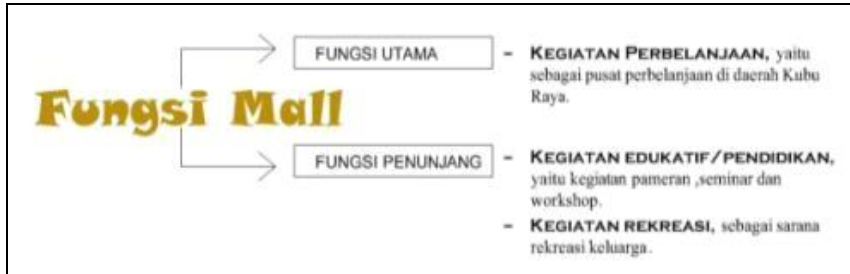 Fungsi Mall
FUNGSI UTAMA
- KEGIATAN PERBELANJAAN, yaitu
sebagai pusat perbelanjaan di daerah Kubu
Raya.
FUNGSI PENUNJANG
- KEGIATAN EDUKATIF/PENDIDIKAN,
yaitu kegiatan pameran ,seminar dan
workshop.
- KEGIATAN REKREASI, sebagai sarana
rekreasi keluarga.